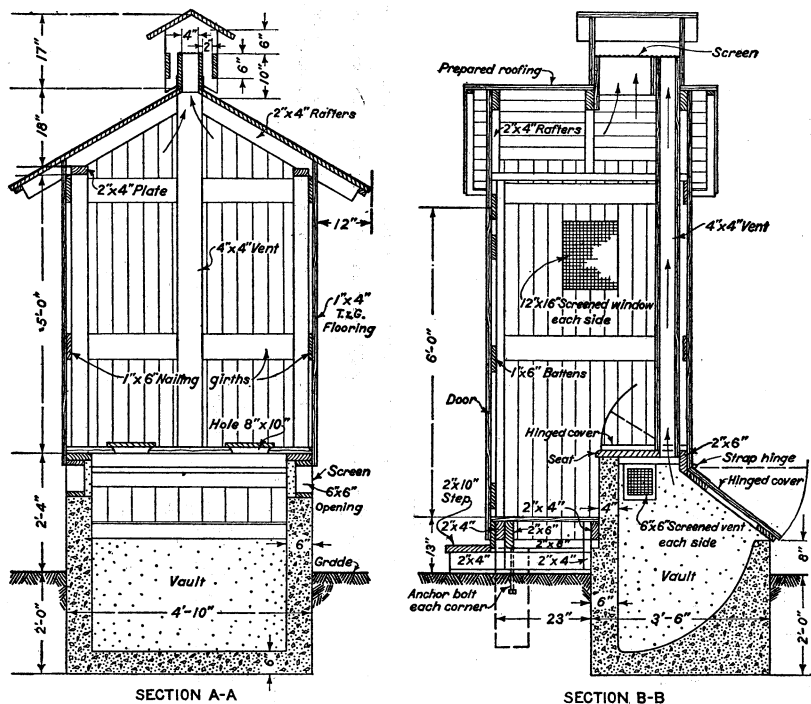 17"
4"
2"
6"
6"
10"
18"
2"x4" Rafters
2"x4" Plate
12"
4"x4" Vent
1"x4"
T.&G.
Flooring
5'-0"
1"x6" Nailing girths
Hole 8"x10"
Screen
6"x6"
Opening
2'-4"
6"
Grade
Vault
4'-10"
2'-0"
6"
SECTION A-A
Screen
Prepared roofing
2"x4" Rafters
4"x4" Vent
12"x16" Screened window
each side
6'-0"
1"x6" Battens
Door
Hinged cover
Seat
2"x6"
Strap hinge
Hinged cover
2"x10"
Step
2"x4"
2"x4"
4"
2"x6"
2"x8"
6"x6" Screened vent
each side
13"
2"x4"
2"x4"
8"
Vault
Anchor bolt
each corner
6"
23"
3'-6"
2'-0"
SECTION B-B